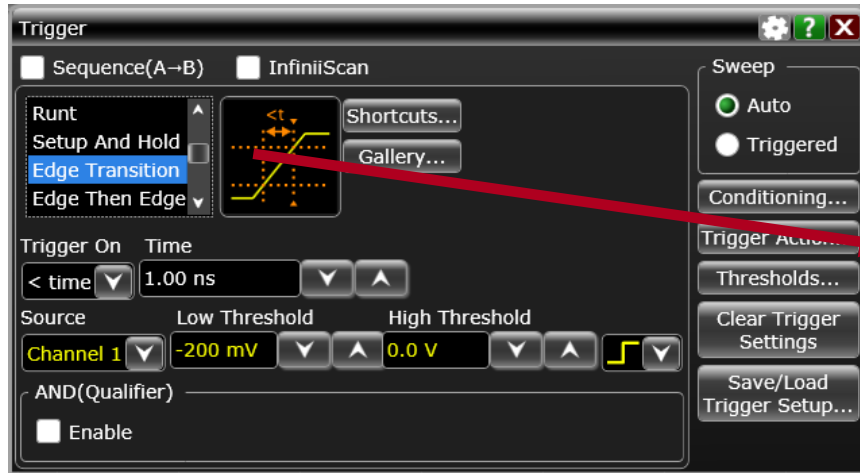 Trigger
?
X
Sequence(A→B)
InfiniiScan
Runt
Setup And Hold
Edge Transition
Edge Then Edge
<t
Shortcuts...
Gallery...
Trigger On
Time
< time
1.00 ns
Source
Low Threshold
High Threshold
Channel 1
-200 mV
0.0 V
AND(Qualifier)
Enable
Sweep
Auto
Triggered
Conditioning...
Trigger
Thresholds...
Clear Trigger
Settings
Save/Load
Trigger Setup...